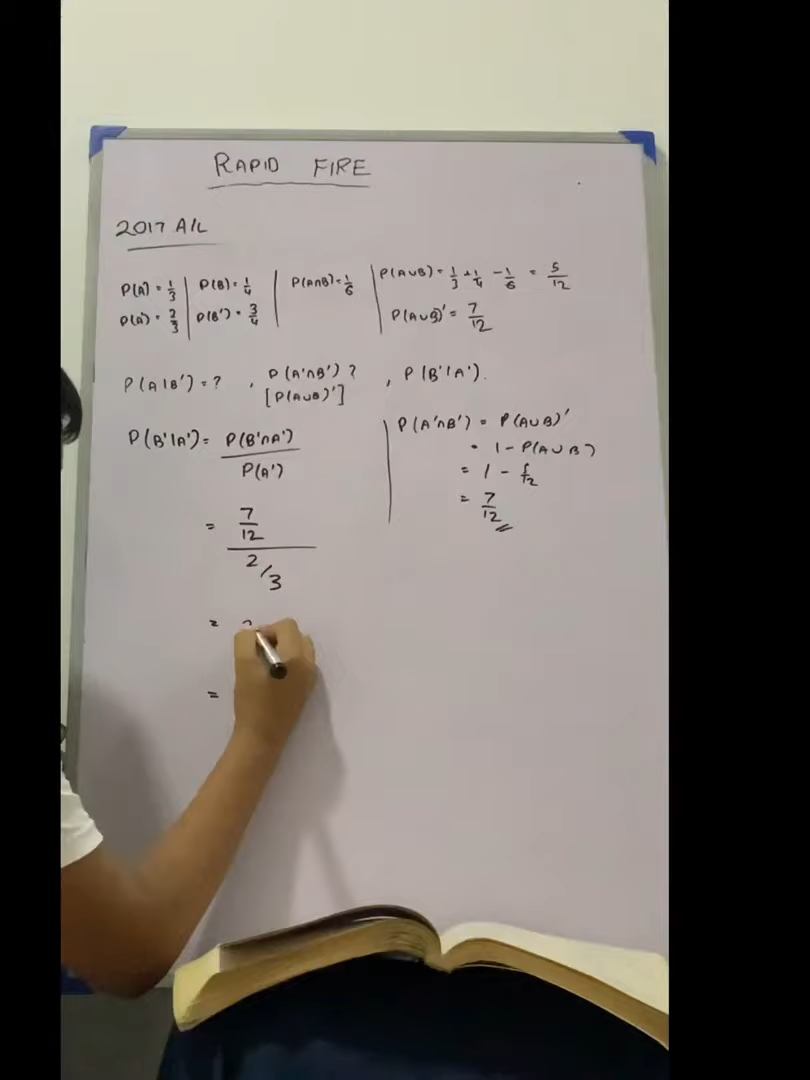 RAPID FIRE
2017 A/L
P(A) = 1/3 P(B) = 1/4 P(A∩B) = 1/6 P(A∪B) = 1/3 + 1/4 - 1/6 = 5/12
P(A') = 2/3 P(B') = 3/4 P(A∪B)' = 7/12
P(A|B') = ? , P(A'∩B') ? , P(B'|A').
[P(A∪B)']
P(B'|A') = P(B'∩A') / P(A')
= 7/12 / 2/3
=
=
P(A'∩B') = P(A∪B)'
= 1 - P(A∪B)
= 1 - 5/12
= 7/12